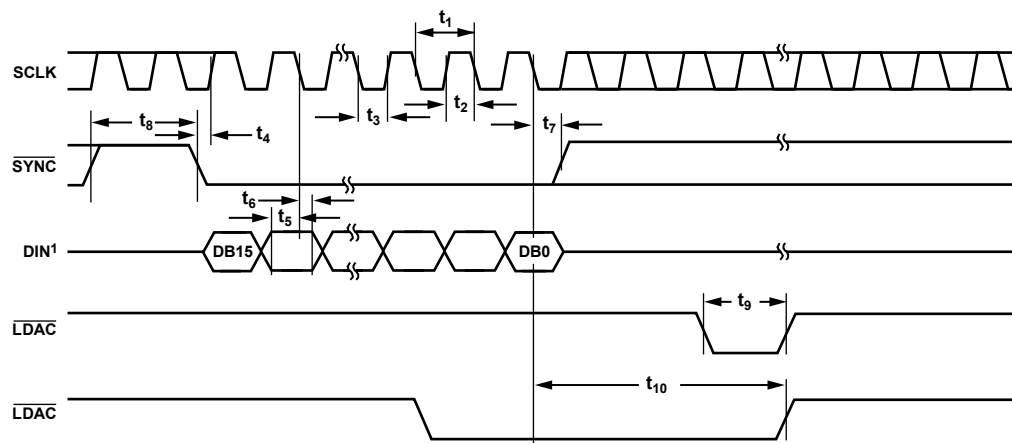 t1
SCLK
t2
t3
t8
t4
t7
SYNC
t6
t5
DIN1
DB15
DB0
t9
LDAC
t10
LDAC